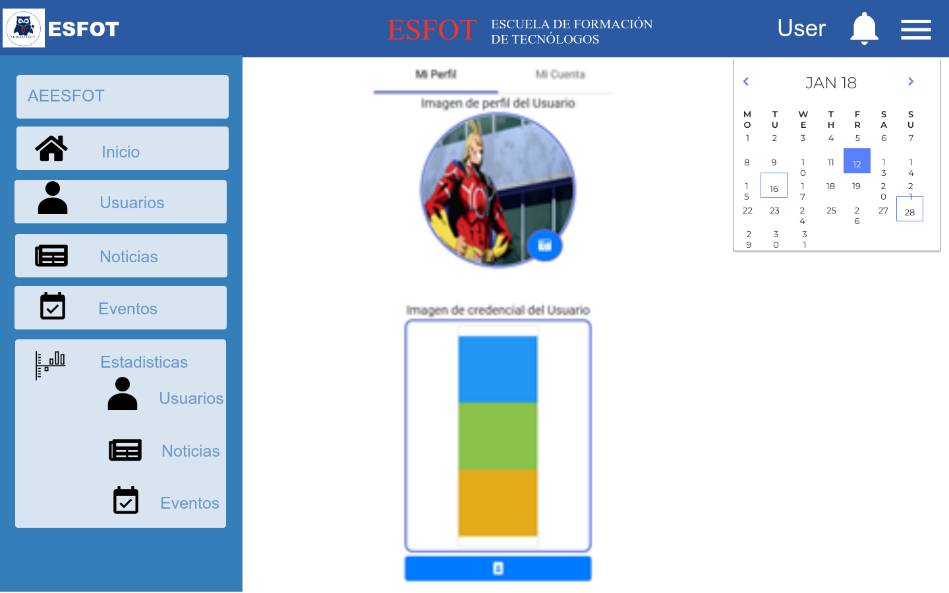 ESFOT
ESFOT ESCUELA DE FORMACIÓN
DE TECNÓLOGOS
User
AEESFOT
Inicio
Usuarios
Noticias
Eventos
Estadisticas
Usuarios
Noticias
Eventos
Mi Perfil Mi Cuenta
Imagen de perfil del Usuario
Imagen de credencial del Usuario
JAN 18
MO TU WE TH FR SA SU
1 2 3 4 5 6 7
8 9 10 11 12 13 14
15 16 17 18 19 20 21
22 23 24 25 26 27 28
29 30 31